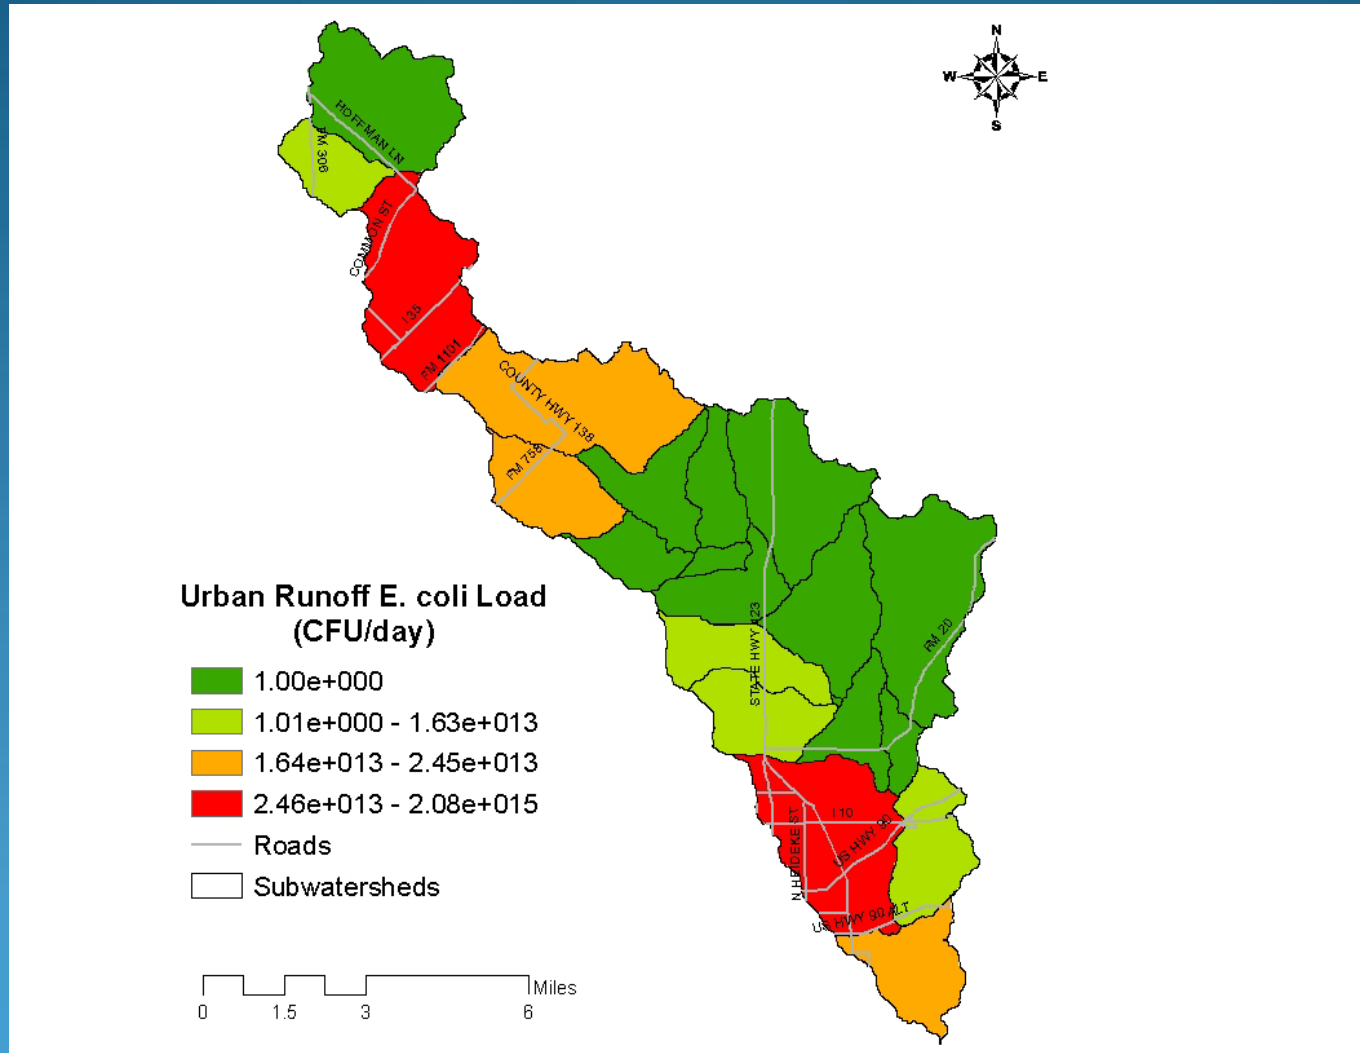 N
W E
S
HOFFMAN LN
FM 306
COMMON ST
I 35
FM 1101
COUNTY HWY 138
FM 758
STATE HWY 123
FM 20
Urban Runoff E. coli Load
(CFU/day)
1.00e+000
1.01e+000 - 1.63e+013
1.64e+013 - 2.45e+013
2.46e+013 - 2.08e+015
Roads
Subwatersheds
I 10
US HWY 90
N HEIDEKE ST
US HWY 90 ALT
Miles
0 1.5 3 6